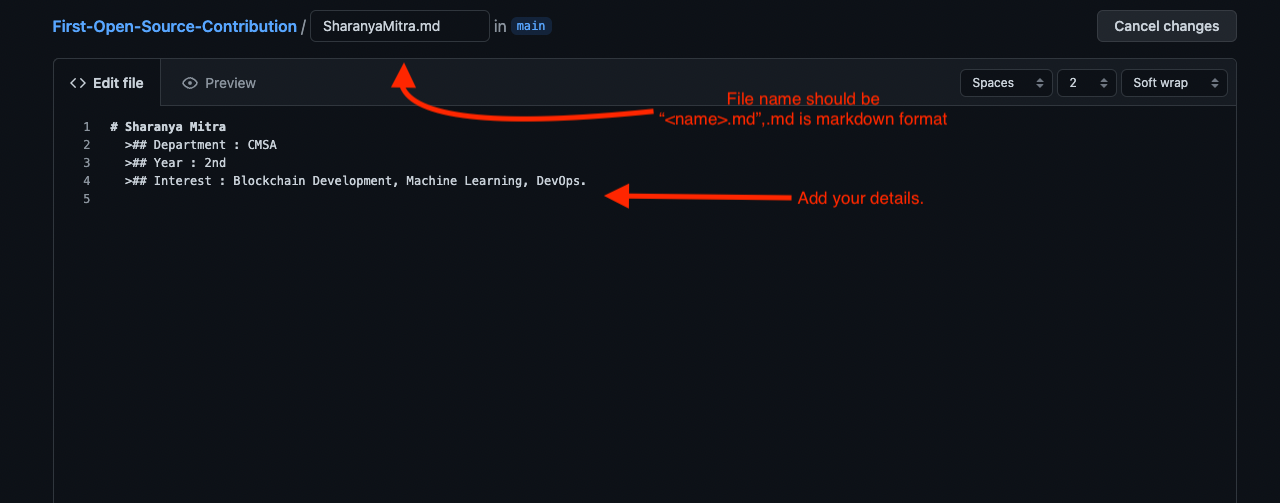 First-Open-Source-Contribution / SharanyaMitra.md in main Cancel changes
<> Edit file Preview Spaces 2 Soft wrap
File name should be
“<name>.md”,.md is markdown format
1 # Sharanya Mitra
2 >## Department : CMSA
3 >## Year : 2nd
4 >## Interest : Blockchain Development, Machine Learning, DevOps.
5
Add your details.